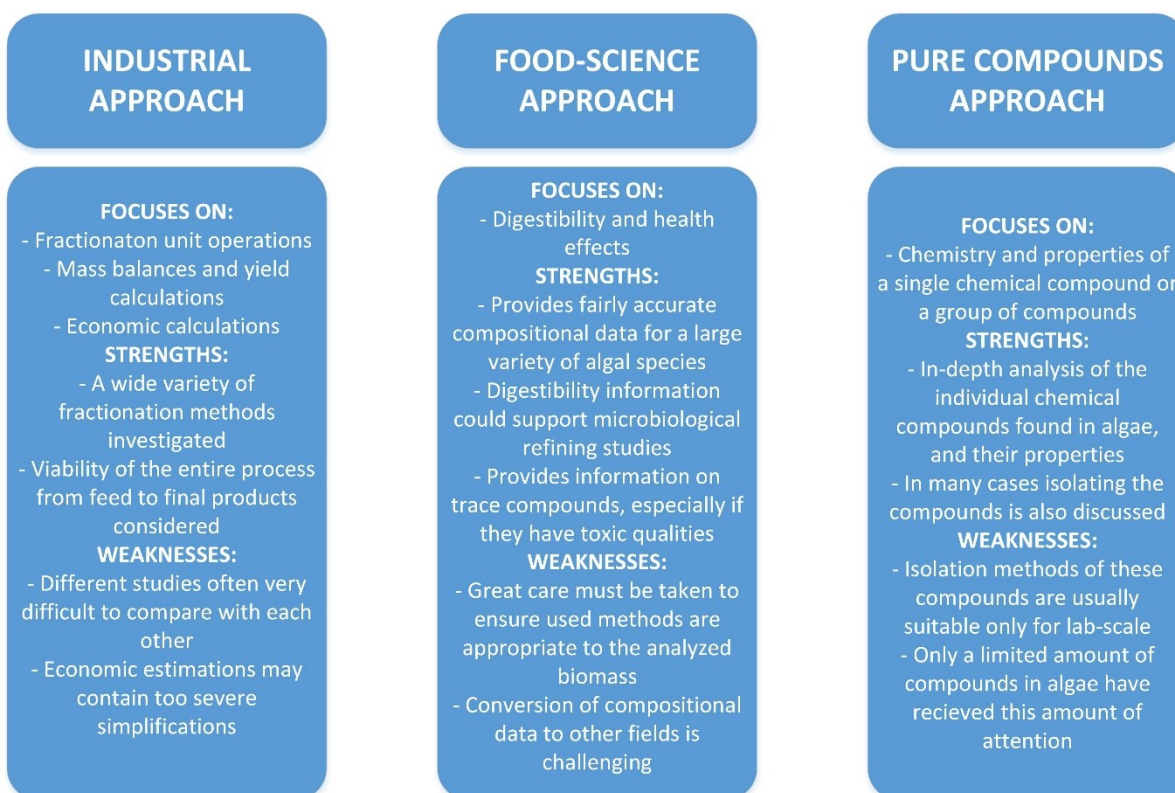 INDUSTRIAL
APPROACH
FOCUSES ON:
- Fractionaton unit operations
- Mass balances and yield
calculations
- Economic calculations
STRENGTHS:
- A wide variety of
fractionation methods
investigated
- Viability of the entire process
from feed to final products
considered
WEAKNESSES:
- Different studies often very
difficult to compare with each
other
- Economic estimations may
contain too severe
simplifications
FOOD-SCIENCE
APPROACH
FOCUSES ON:
- Digestibility and health
effects
STRENGTHS:
- Provides fairly accurate
compositional data for a large
variety of algal species
- Digestibility information
could support microbiological
refining studies
- Provides information on
trace compounds, especially if
they have toxic qualities
WEAKNESSES:
- Great care must be taken to
ensure used methods are
appropriate to the analyzed
biomass
- Conversion of compositional
data to other fields is
challenging
PURE COMPOUNDS
APPROACH
FOCUSES ON:
- Chemistry and properties of
a single chemical compound or
a group of compounds
STRENGTHS:
- In-depth analysis of the
individual chemical
compounds found in algae,
and their properties
- In many cases isolating the
compounds is also discussed
WEAKNESSES:
- Isolation methods of these
compounds are usually
suitable only for lab-scale
- Only a limited amount of
compounds in algae have
recieved this amount of
attention